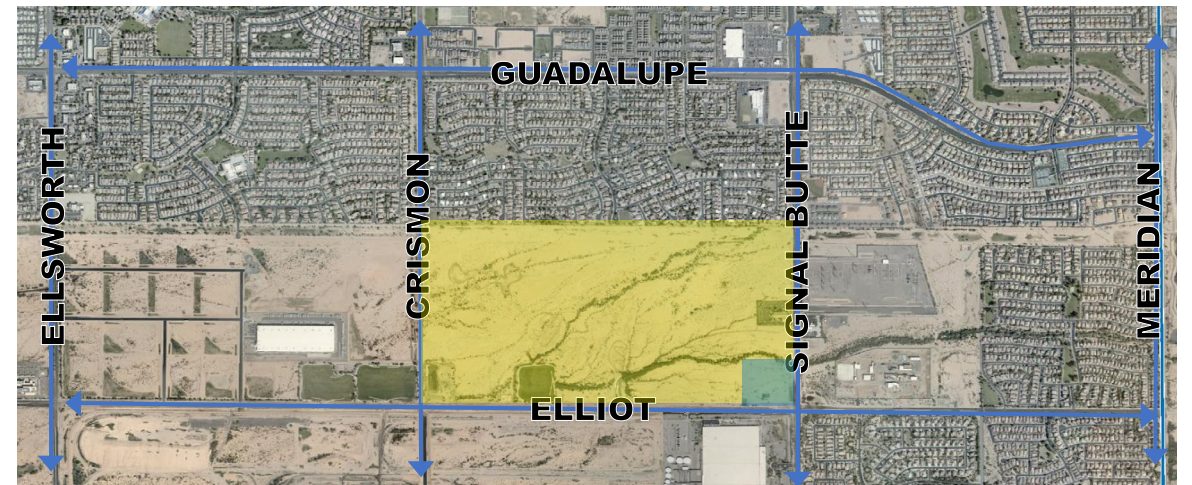 GUADALUPE
ELLSWORTH
CRISMON
SIGNAL BUTTE
MERIDIAN
ELLIOT